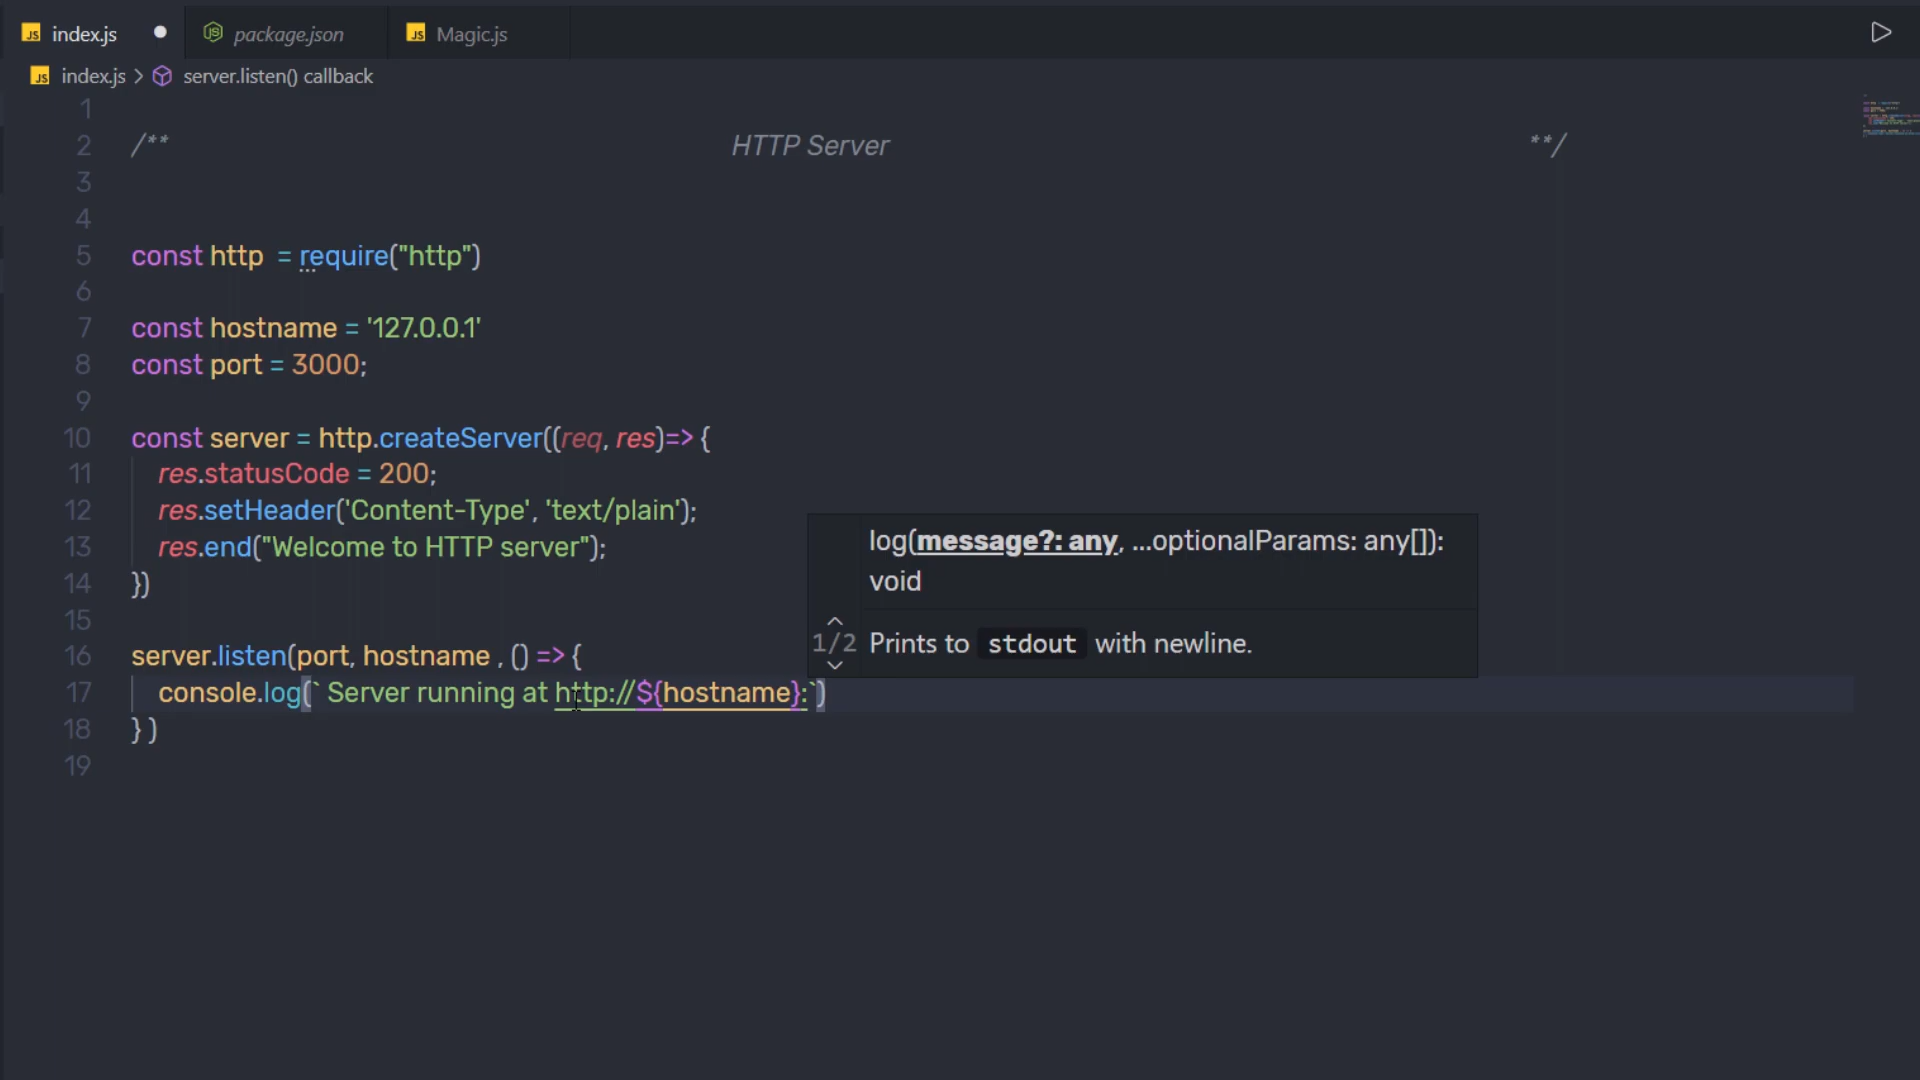 JS index.js package.json JS Magic.js
JS index.js > server.listen() callback
1
2 /** HTTP Server **/
3
4
5 const http  = require("http")
6
7 const hostname = '127.0.0.1'
8 const port = 3000;
9
10 const server = http.createServer((req, res)=> {
11 res.statusCode = 200;
12 res.setHeader('Content-Type', 'text/plain');
13 res.end("Welcome to HTTP server");
14 })
15
16 server.listen(port, hostname , () => {
17 console.log(` Server running at http://${hostname}:`)
18 } )
19
log(message?: any, ...optionalParams: any[]):
void
1/2 Prints to stdout with newline.